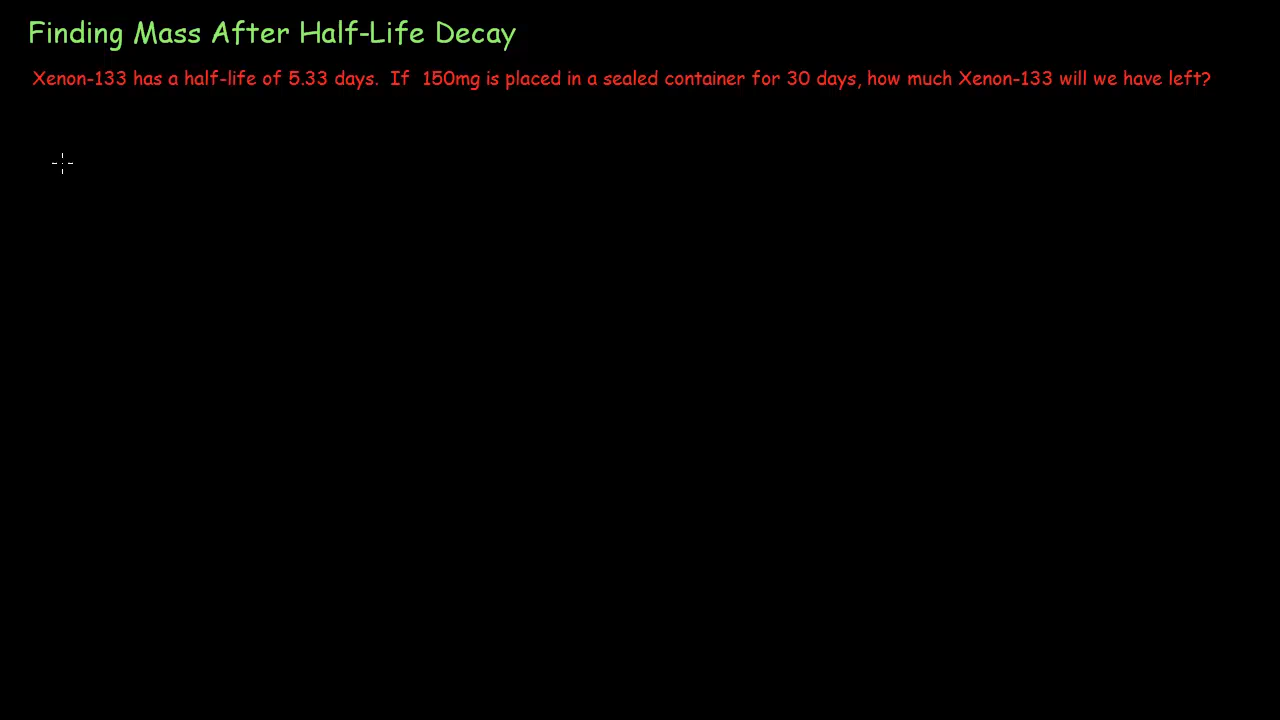 Finding Mass After Half-Life Decay
Xenon-133 has a half-life of 5.33 days.  If  150mg is placed in a sealed container for 30 days, how much Xenon-133 will we have left?